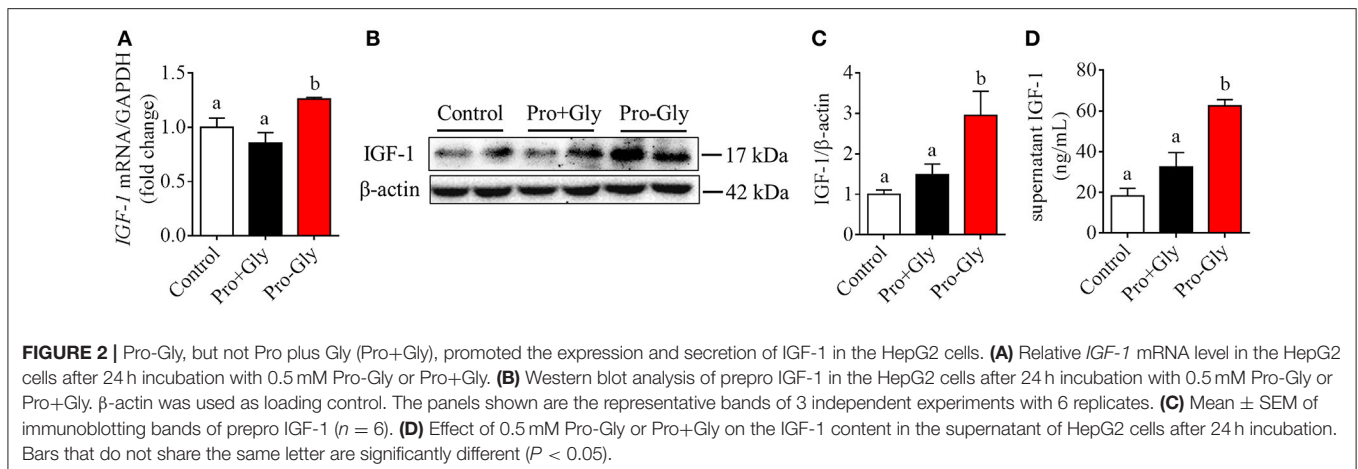 A
IGF-1 mRNA/GAPDH
(fold change)
1.5
1.0
0.5
0.0
a
a
b
Control
Pro+Gly
Pro-Gly
B
Control Pro+Gly Pro-Gly
IGF-1 17 kDa
β-actin 42 kDa
C
IGF-1/β-actin
4
3
2
1
0
a
a
b
Control
Pro+Gly
Pro-Gly
D
supernatant IGF-1
(ng/mL)
80
60
40
20
0
a
a
b
Control
Pro+Gly
Pro-Gly
FIGURE 2 | Pro-Gly, but not Pro plus Gly (Pro+Gly), promoted the expression and secretion of IGF-1 in the HepG2 cells. (A) Relative IGF-1 mRNA level in the HepG2
cells after 24 h incubation with 0.5 mM Pro-Gly or Pro+Gly. (B) Western blot analysis of prepro IGF-1 in the HepG2 cells after 24 h incubation with 0.5 mM Pro-Gly or
Pro+Gly. β-actin was used as loading control. The panels shown are the representative bands of 3 independent experiments with 6 replicates. (C) Mean ± SEM of
immunoblotting bands of prepro IGF-1 (n = 6). (D) Effect of 0.5 mM Pro-Gly or Pro+Gly on the IGF-1 content in the supernatant of HepG2 cells after 24 h incubation.
Bars that do not share the same letter are significantly different (P < 0.05).